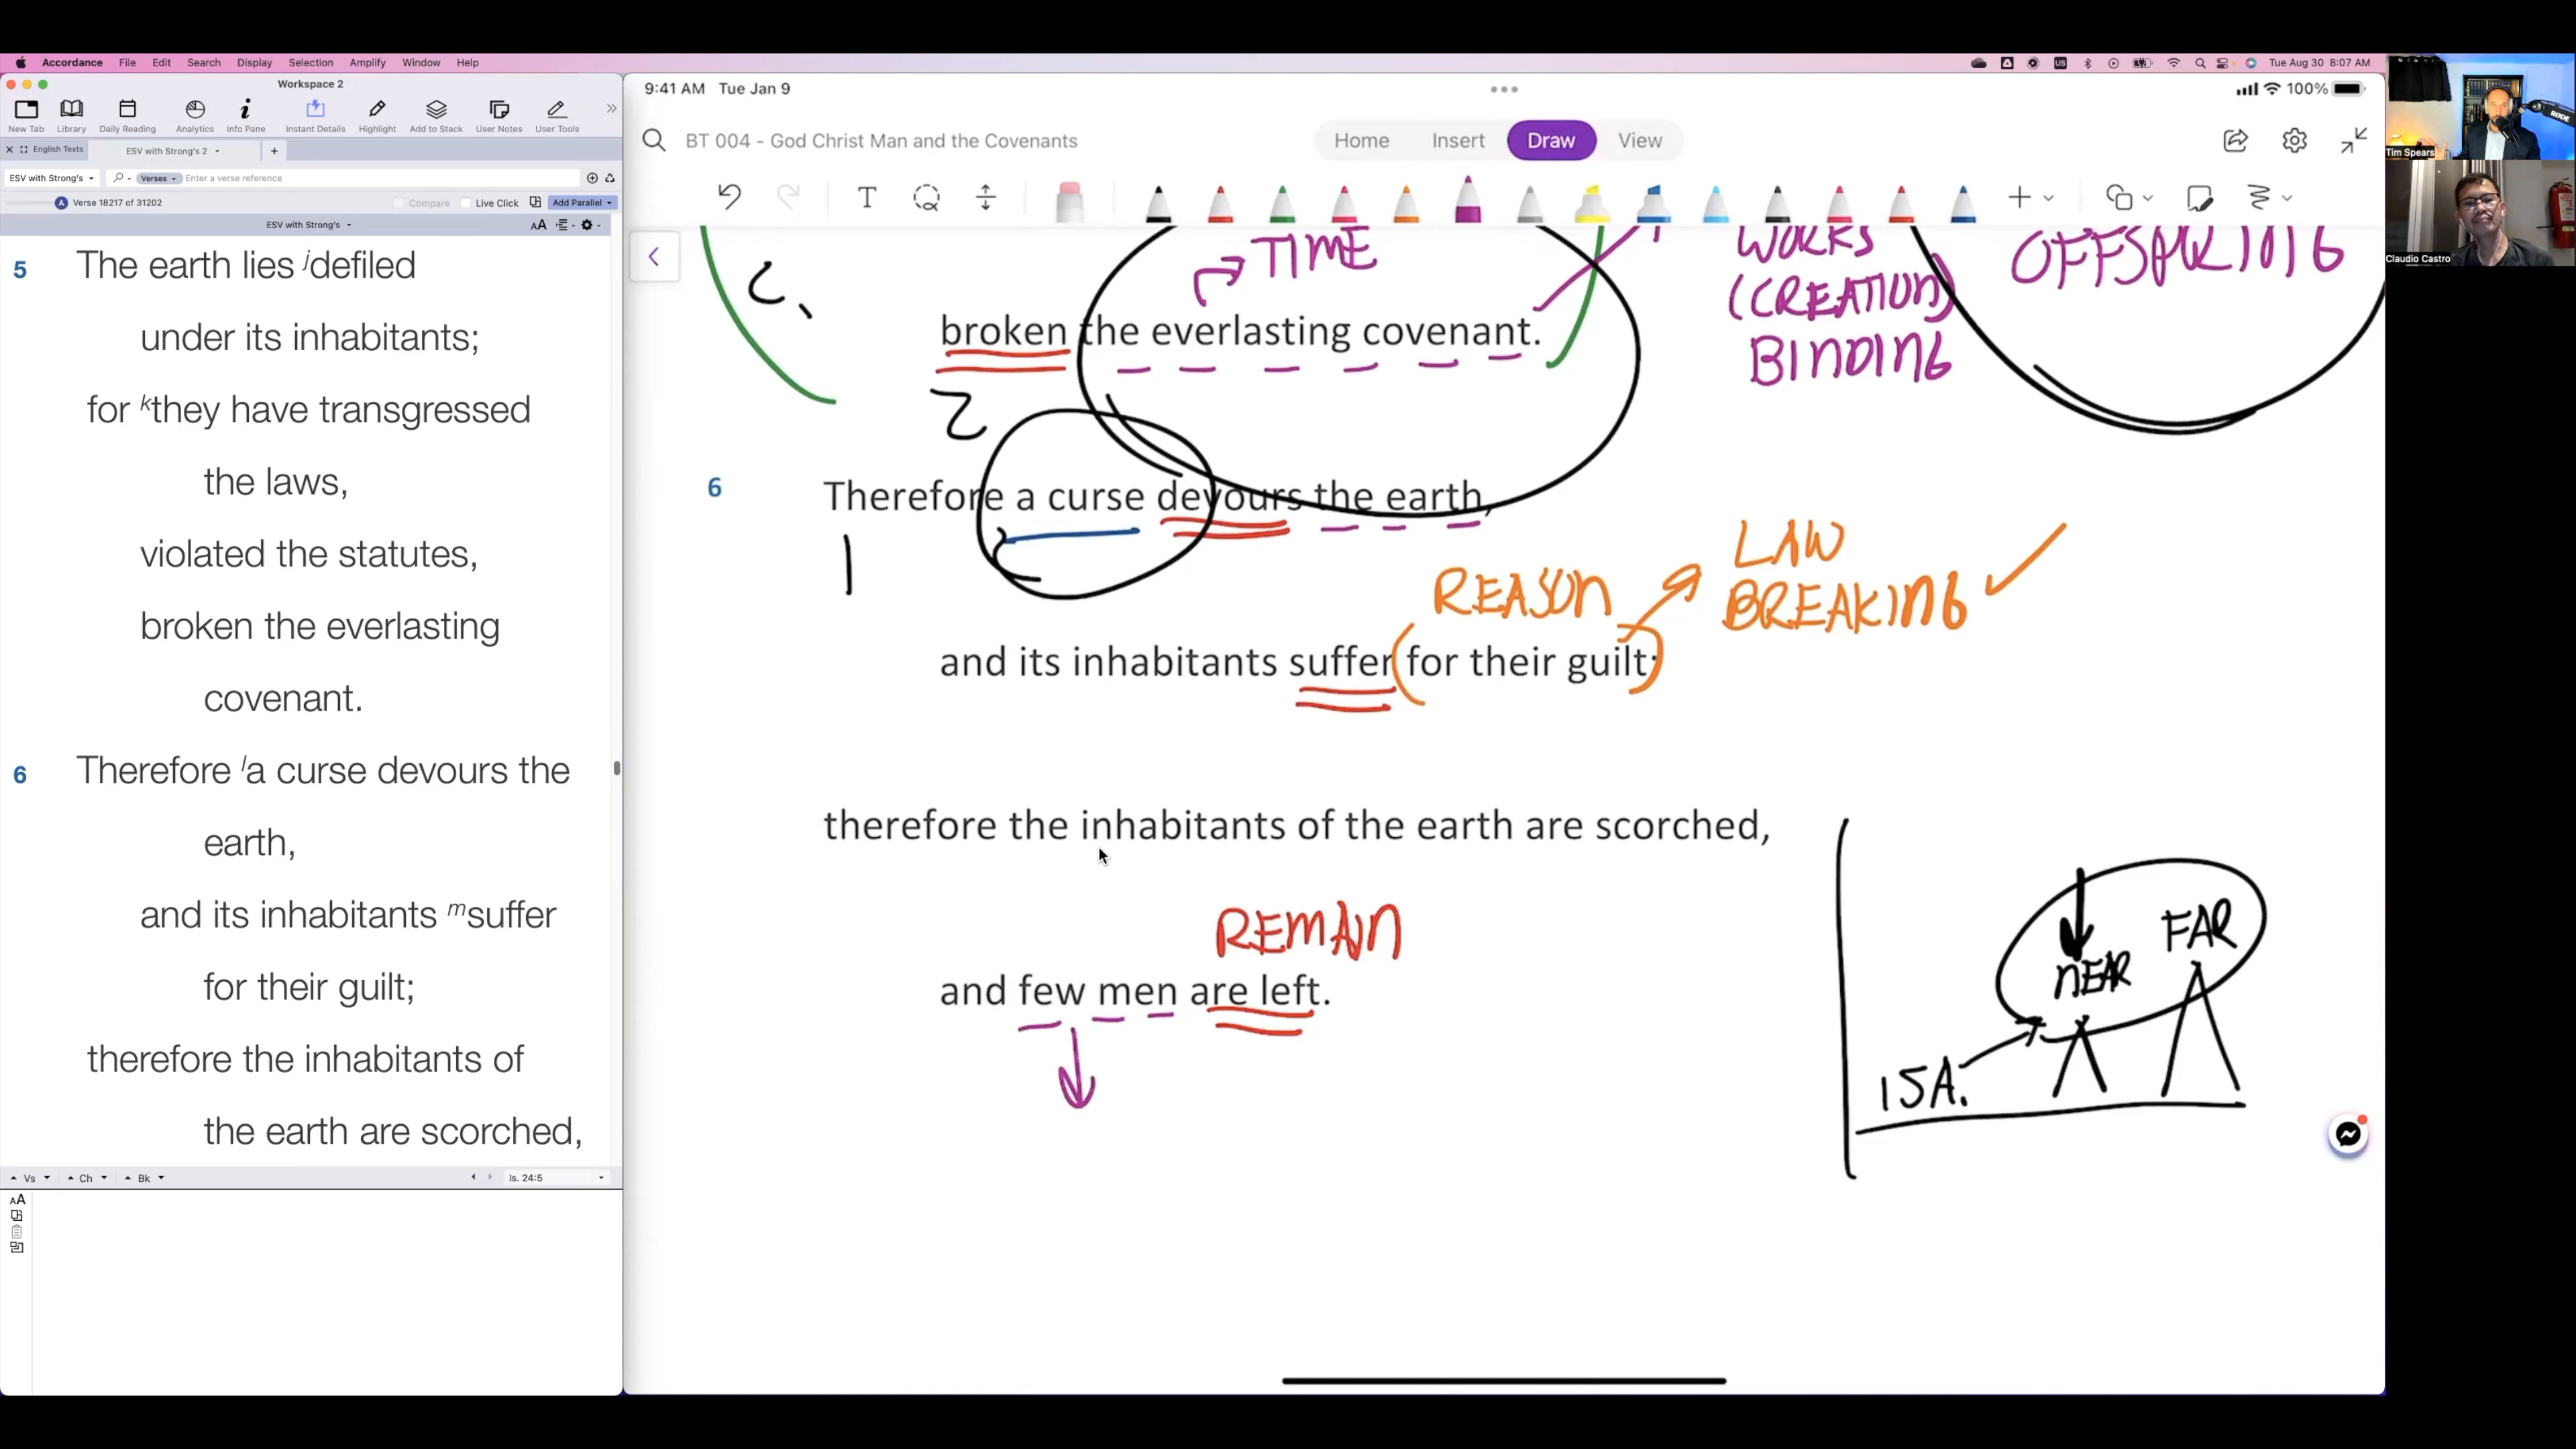 Accordance File Edit Search Display Selection Amplify Window Help
US
Tue Aug 30 8:07 AM
Workspace 2
New Tab Library Daily Reading Analytics Info Pane Instant Details Highlight Add to Stack User Notes User Tools
English Texts
ESV with Strong's 2
ESV with Strong's
Verses Enter a verse reference
Verse 18217 of 31202
Compare Live Click Add Parallel
ESV with Strong's
AA
5 The earth lies jdefiled
under its inhabitants;
for kthey have transgressed
the laws,
violated the statutes,
broken the everlasting
covenant.
6 Therefore la curse devours the
earth,
and its inhabitants msuffer
for their guilt;
therefore the inhabitants of
the earth are scorched,
Vs Ch Bk Is. 24:5
AA
9:41 AM Tue Jan 9
100%
BT 004 - God Christ Man and the Covenants
Home Insert Draw View
T
TIME
WORKS
(CREATION)
BINDING
OFFSPRING
2.
broken the everlasting covenant.
2
6 Therefore a curse devours the earth,
1
REASON
LAW
BREAKING
and its inhabitants suffer (for their guilt;)
therefore the inhabitants of the earth are scorched,
REMAIN
and few men are left.
NEAR
FAR
ISA.
RODE
Tim Spears
Claudio Castro